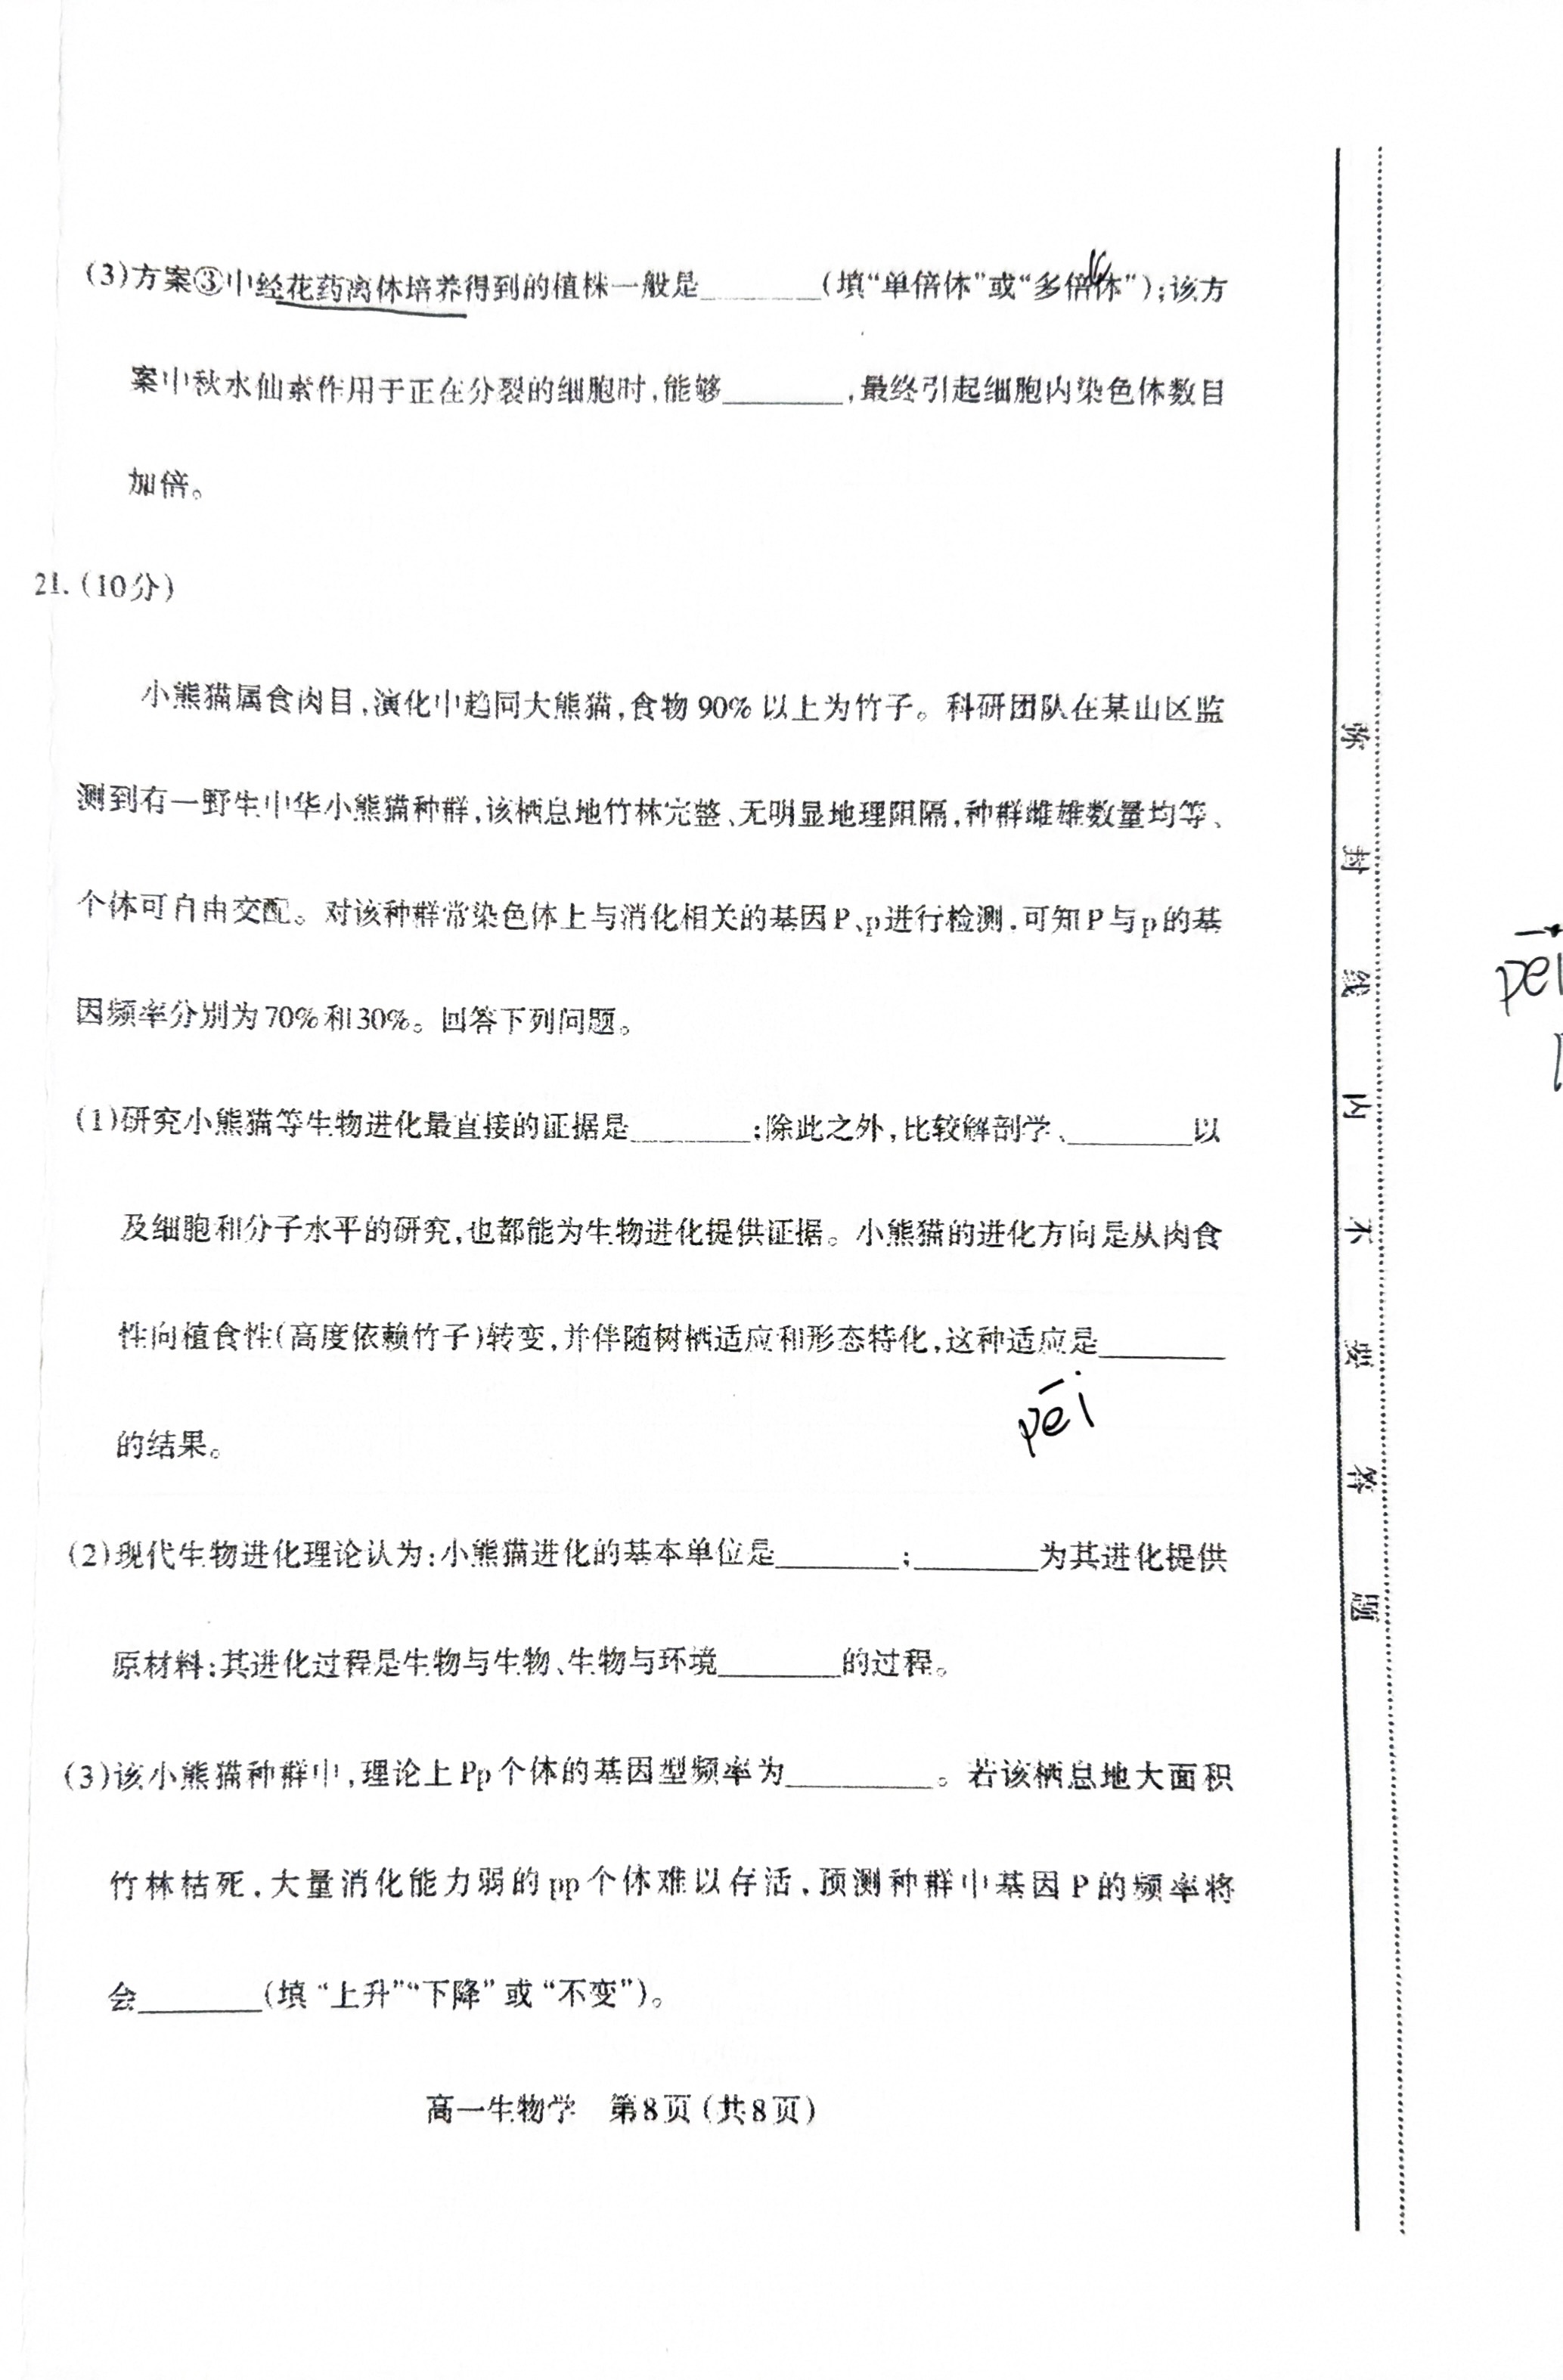 (3)方案③中经花药离体培养得到的植株一般是________(填“单倍体”或“多倍体”);该方
案中秋水仙素作用于正在分裂的细胞时,能够________,最终引起细胞内染色体数目
加倍。
21.(10分)
小熊猫属食肉目,演化中趋同大熊猫,食物90%以上为竹子。科研团队在某山区监
测到有一野生中华小熊猫种群,该栖息地竹林完整、无明显地理阻隔,种群雌雄数量均等、
个体可自由交配。对该种群常染色体上与消化相关的基因P、p进行检测,可知P与p的基
因频率分别为70%和30%。回答下列问题。
(1)研究小熊猫等生物进化最直接的证据是________;除此之外,比较解剖学、________以
及细胞和分子水平的研究,也都能为生物进化提供证据。小熊猫的进化方向是从肉食
性向植食性(高度依赖竹子)转变,并伴随树栖适应和形态特化,这种适应是________
pēi
的结果。
(2)现代生物进化理论认为:小熊猫进化的基本单位是________;________为其进化提供
原材料;其进化过程是生物与生物、生物与环境________的过程。
(3)该小熊猫种群中,理论上Pp个体的基因型频率为________。若该栖息地大面积
竹林枯死,大量消化能力弱的pp个体难以存活,预测种群中基因P的频率将
会________(填“上升”“下降”或“不变”)。
高一生物学 第8页(共8页)
弥封线内不要答题
pēi